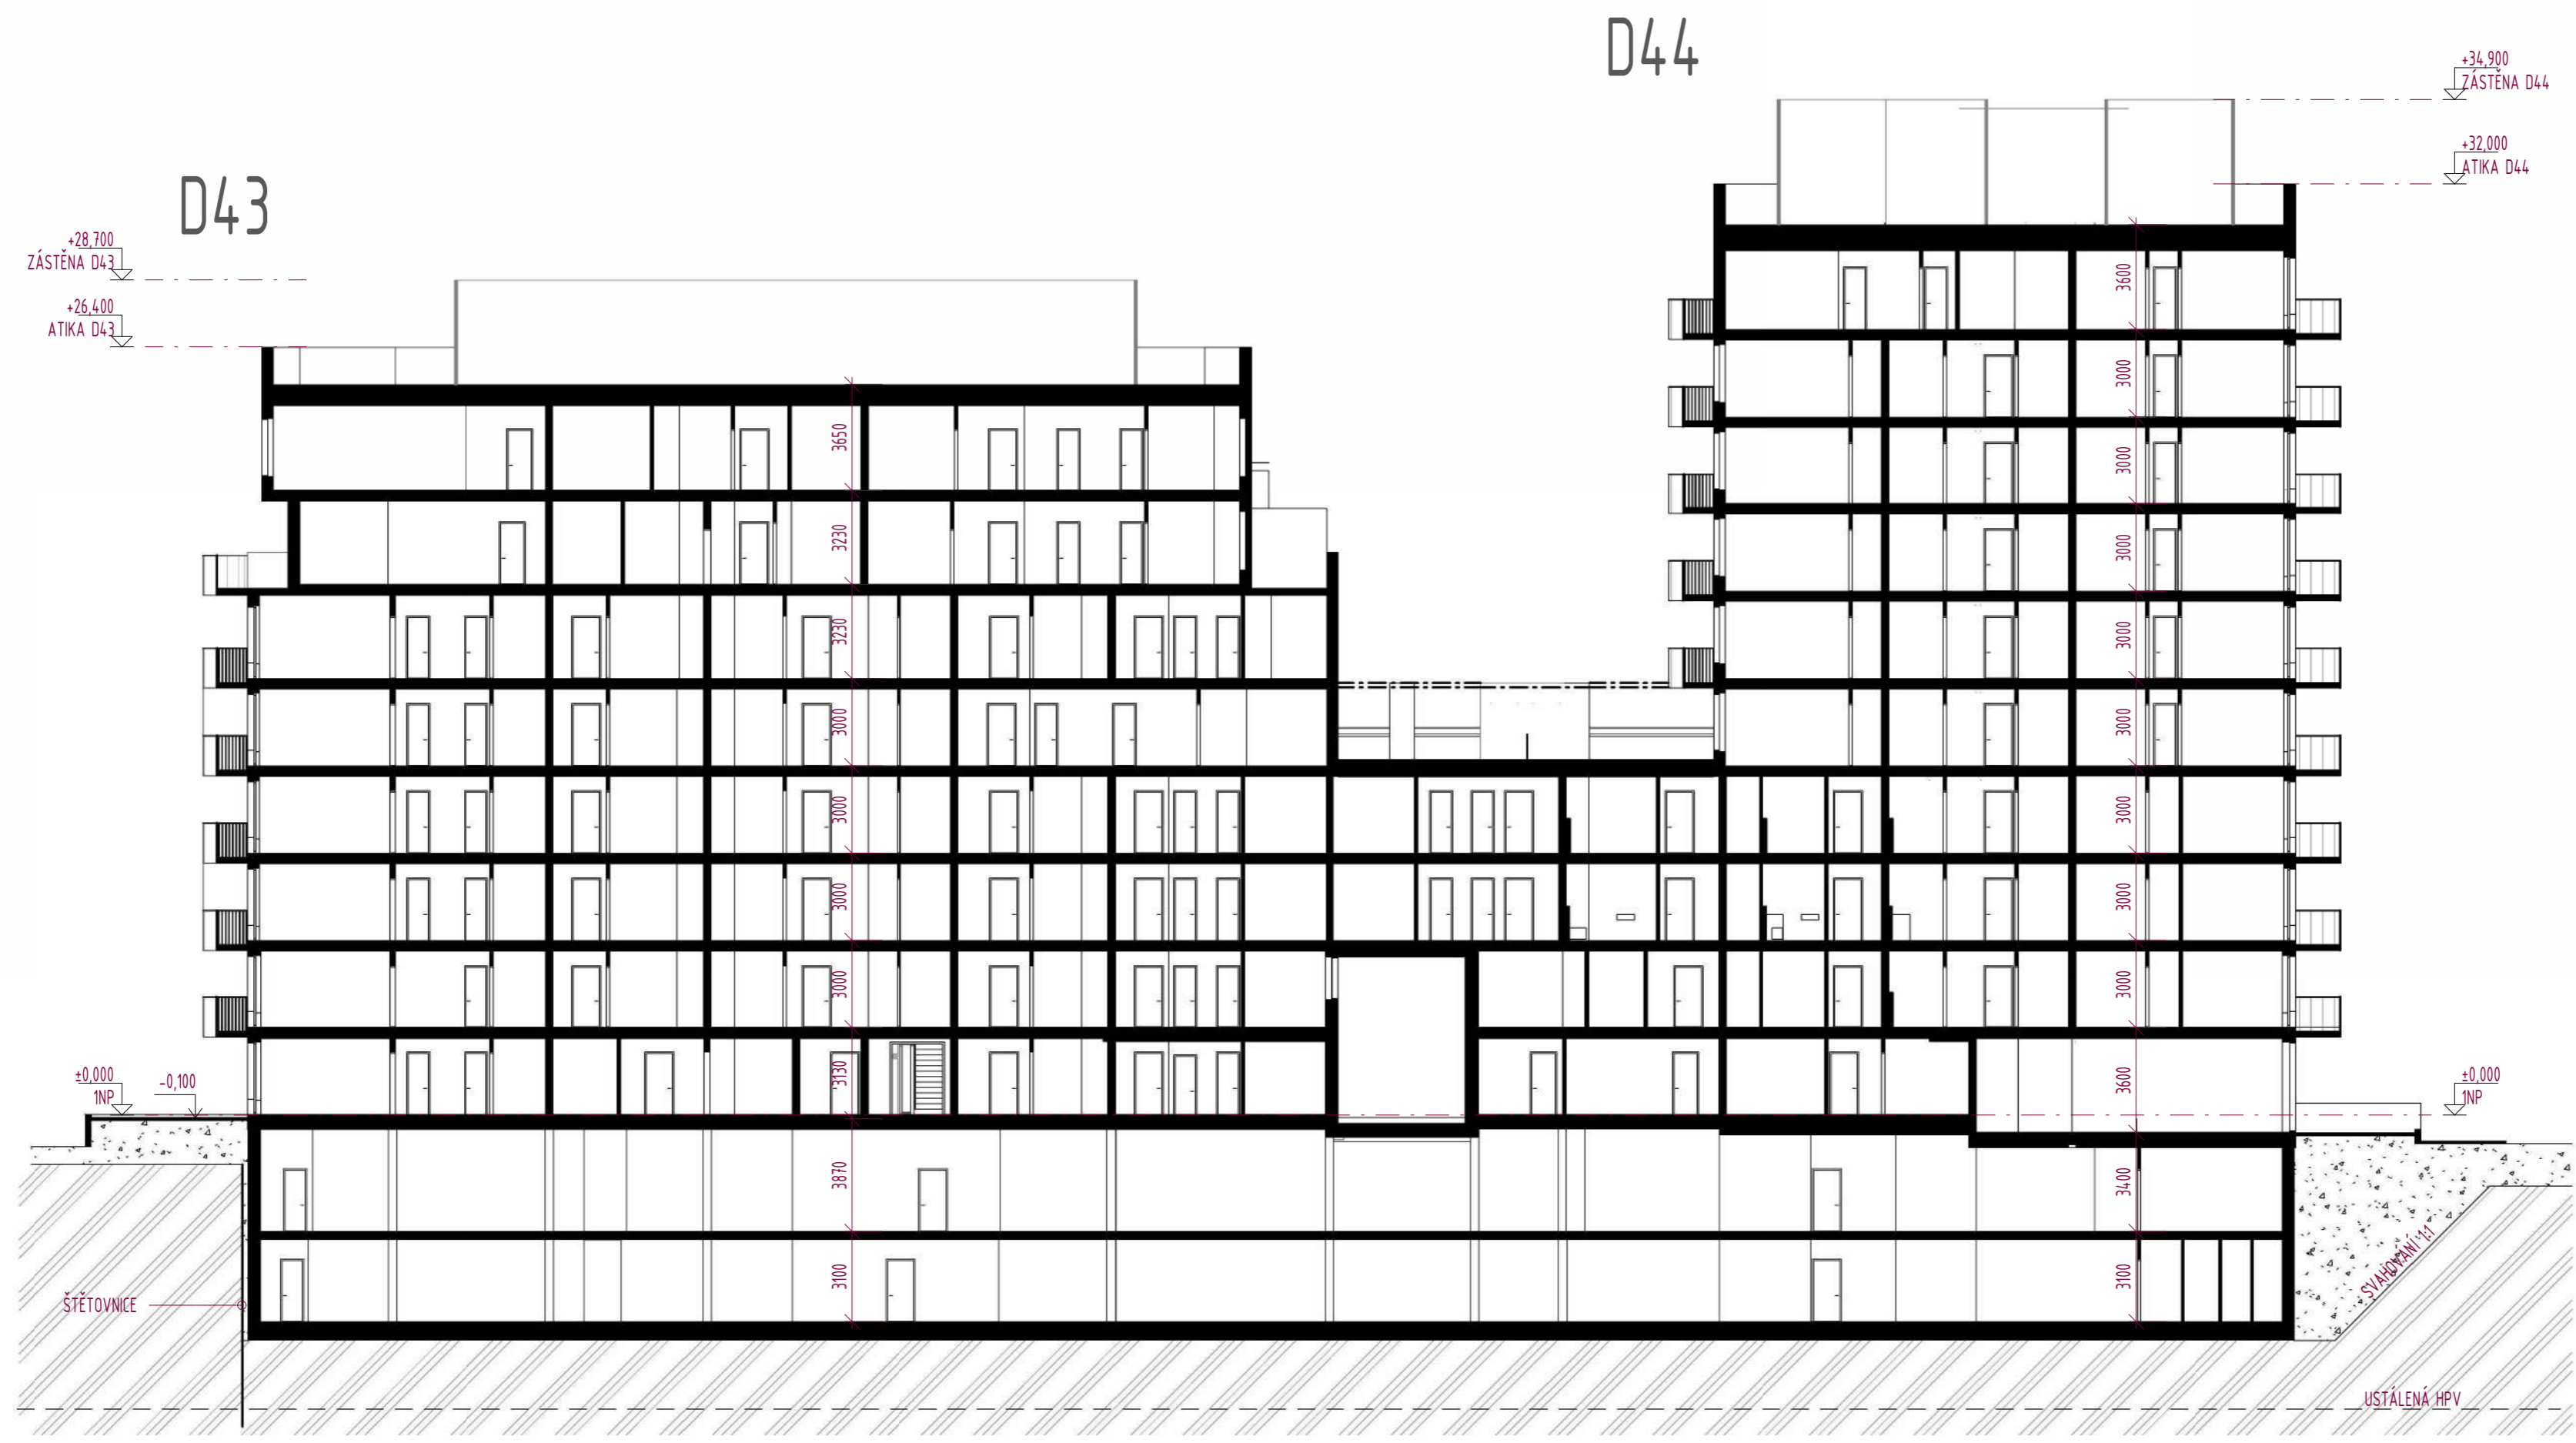 D44
+34,900
ZÁSTĚNA D44
+32,000
ATIKA D44
D43
+28,700
ZÁSTĚNA D43
+26,400
ATIKA D43
3600
3000
3000
3000
3000
3000
3000
3000
3000
3600
3400
3100
3650
3230
3230
3000
3000
3000
3000
3130
3870
3100
±0,000
1NP
-0,100
±0,000
1NP
ŠTĚTOVNICE
SVAHOVÁNÍ 1:1
USTÁLENÁ HPV